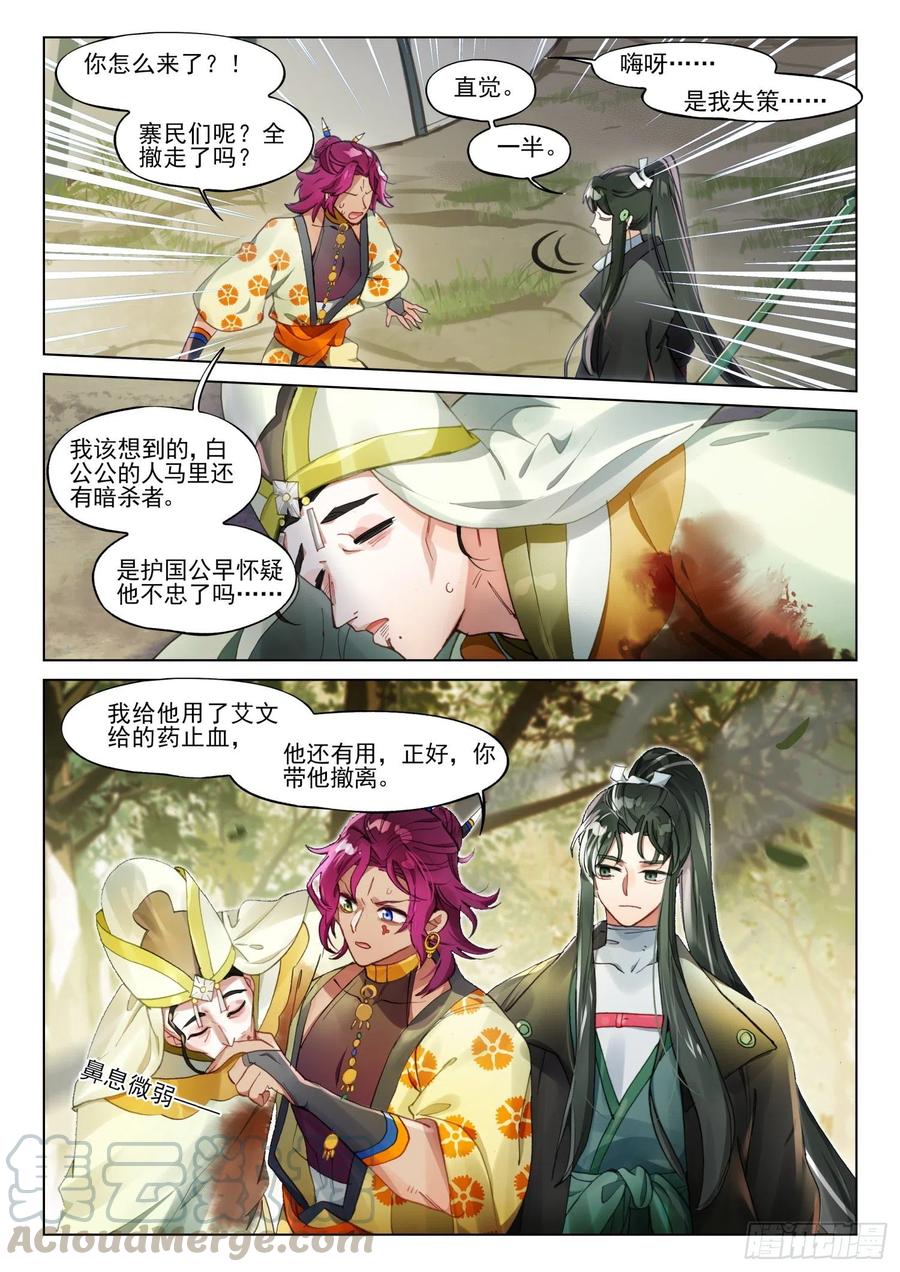 你怎么来了？！
寨民们呢？全
撤走了吗？
直觉。
一半。
嗨呀……
是我失策……
我该想到的，白
公公的人马里还
有暗杀者。
是护国公早怀疑
他不忠了吗……
我给他用了艾文
给的药止血，
他还有用，正好，你
带他撤离。
鼻息微弱——
集云数据
AcloudMerge.com
腾讯动漫